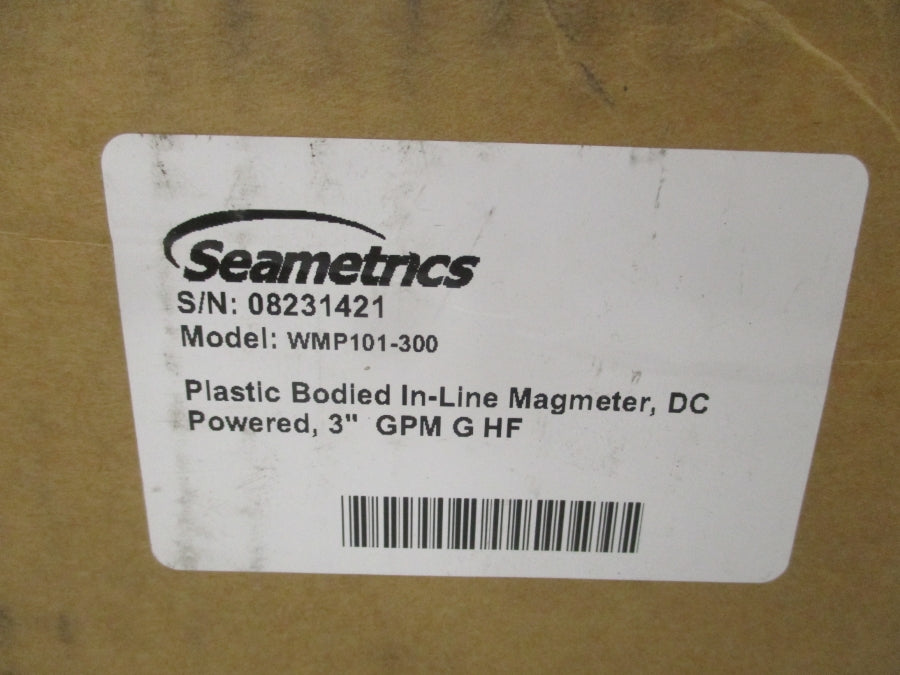 Seametrics
S/N: 08231421
Model: WMP101-300
Plastic Bodied In-Line Magmeter, DC
Powered, 3" GPM G HF